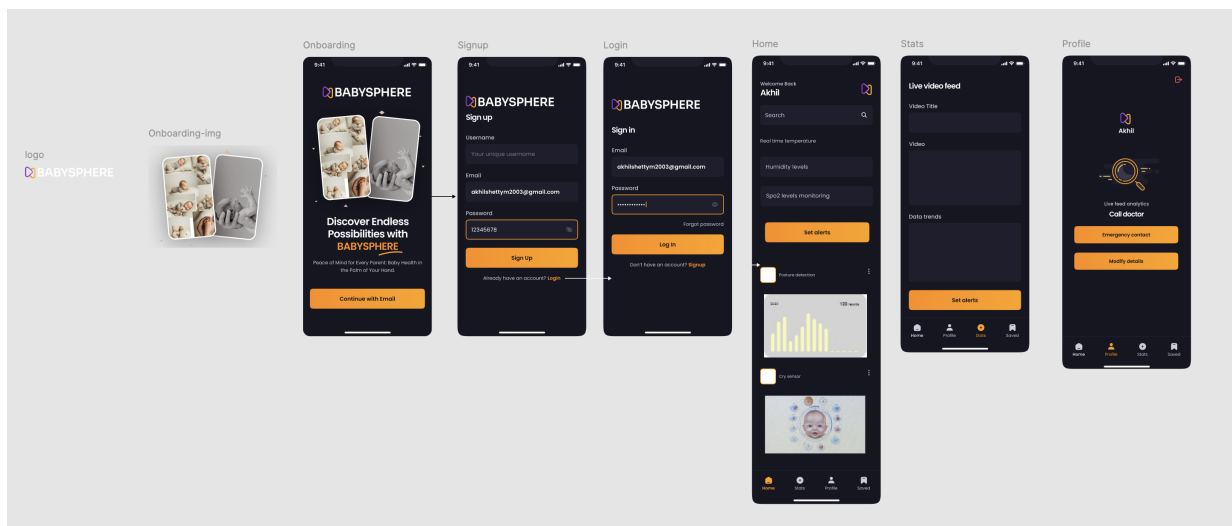 logo
BABYSPHERE
Onboarding-img
Onboarding
9:41
BABYSPHERE
Discover Endless
Possibilities with
BABYSPHERE
Peace of Mind for Every Parent: Baby Health in
the Palm of Your Hand.
Continue with Email
Signup
9:41
BABYSPHERE
Sign up
Username
Your unique username
Email
akhilshettym2003@gmail.com
Password
12345678
Sign Up
Already have an account? Login
Login
9:41
BABYSPHERE
Sign in
Email
akhilshettym2003@gmail.com
Password
Forgot password
Log In
Don't have an account? Signup
Home
9:41
Welcome Back
Akhil
Search
Real time temperature
Humidity levels
Spo2 levels monitoring
Set alerts
Posture detection
120
Cry sensor
Home
Stats
Profile
Saved
Stats
9:41
Live video feed
Video Title
Video
Data trends
Set alerts
Home
Profile
Stats
Saved
Profile
9:41
Akhil
Live feed analytics
Call doctor
Emergency contact
Modify details
Home
Profile
Stats
Saved